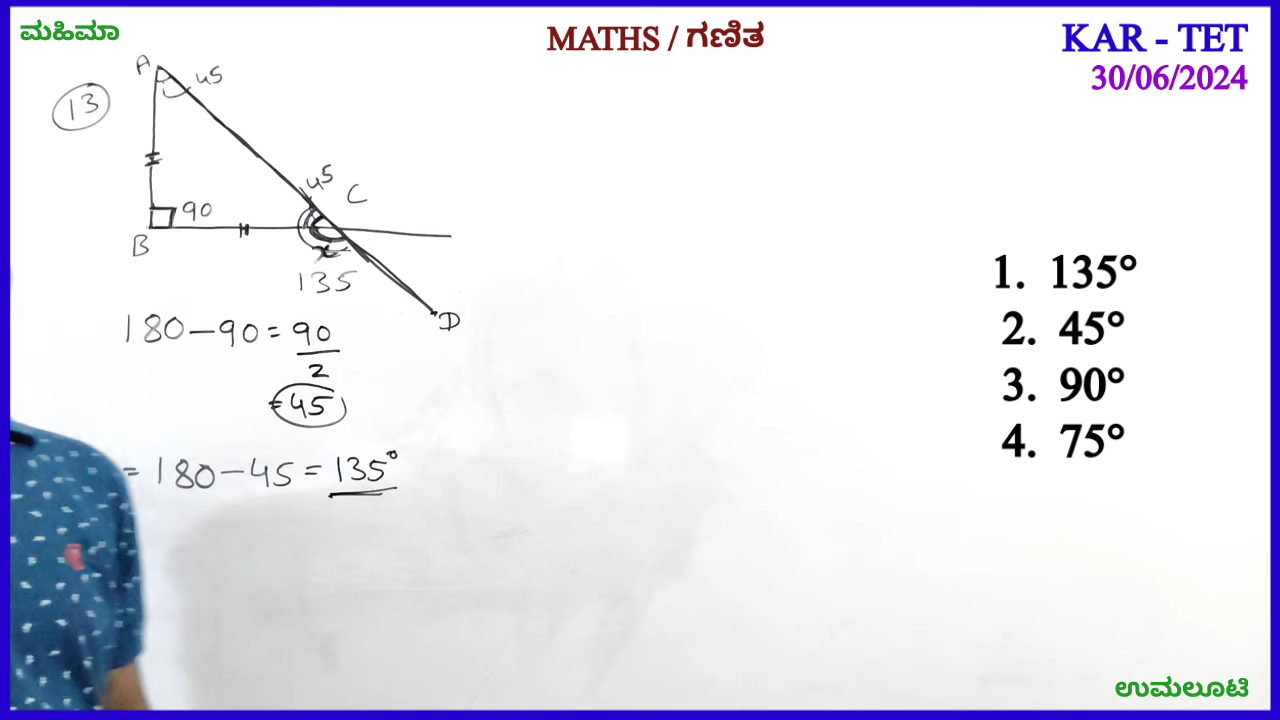 ಮಹಿಮಾ
MATHS / ಗಣಿತ
KAR - TET
30/06/2024
13
A
45
45
C
90
B
x
135
D
180-90=90
2
=45
= 180-45 = 135°
1. 135°
2. 45°
3. 90°
4. 75°
ಉಮಲೂಟಿ